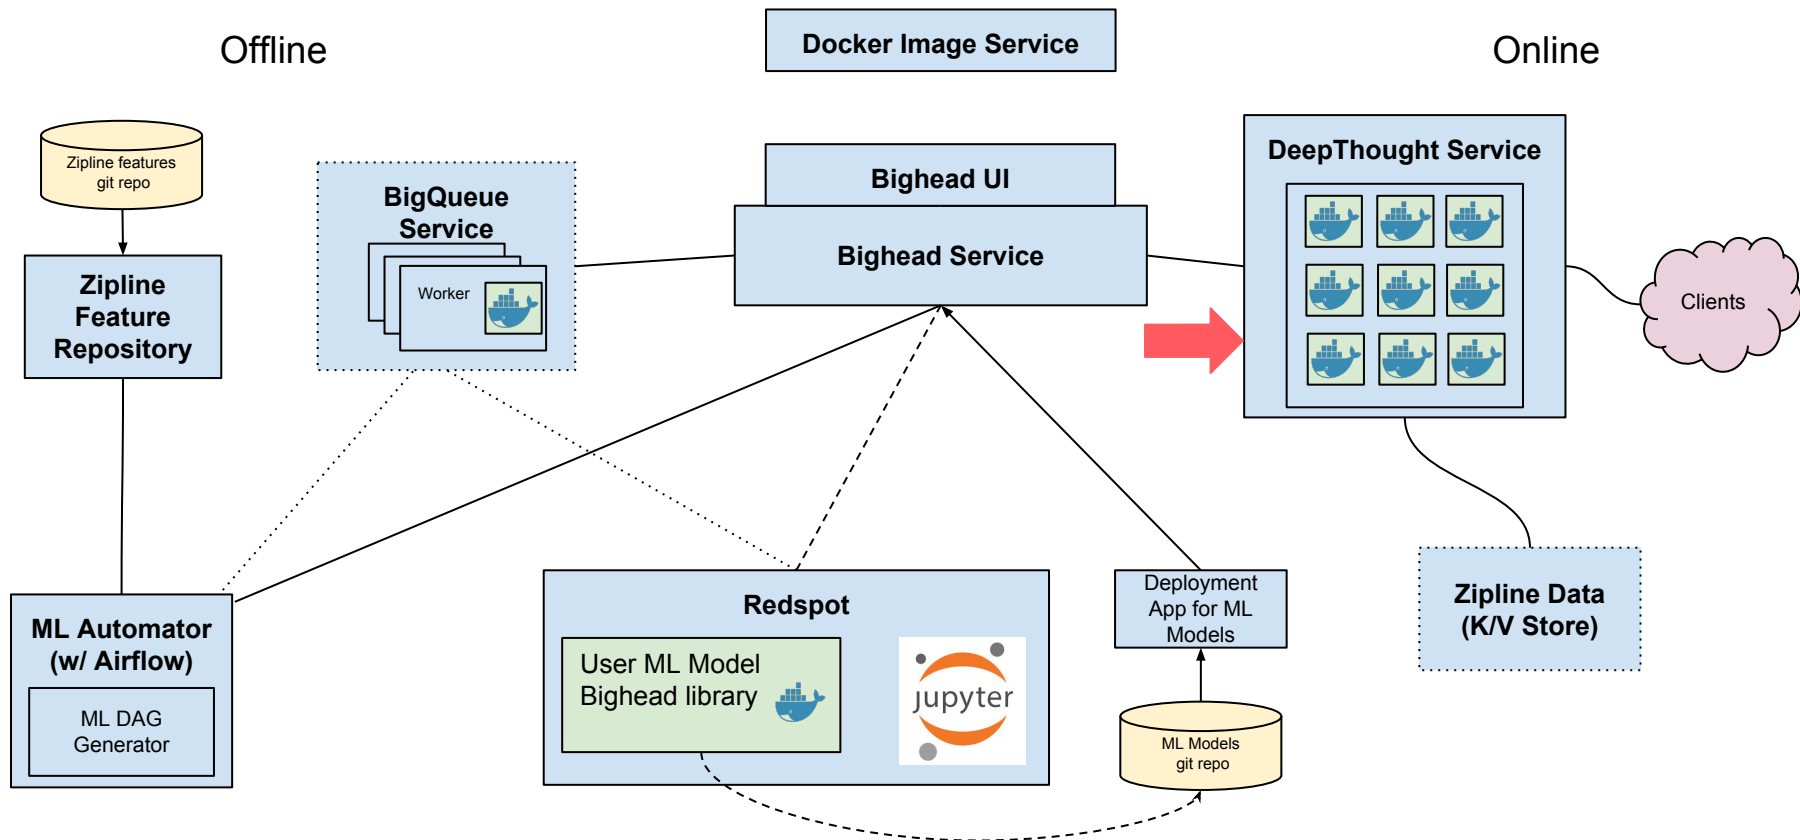 Offline
Docker Image Service
Online
Zipline features
git repo
BigQueue
Service
Worker
Bighead UI
Bighead Service
DeepThought Service
Clients
Zipline
Feature
Repository
ML Automator
(w/ Airflow)
ML DAG
Generator
Redspot
User ML Model
Bighead library
jupyter
Deployment
App for ML
Models
ML Models
git repo
Zipline Data
(K/V Store)